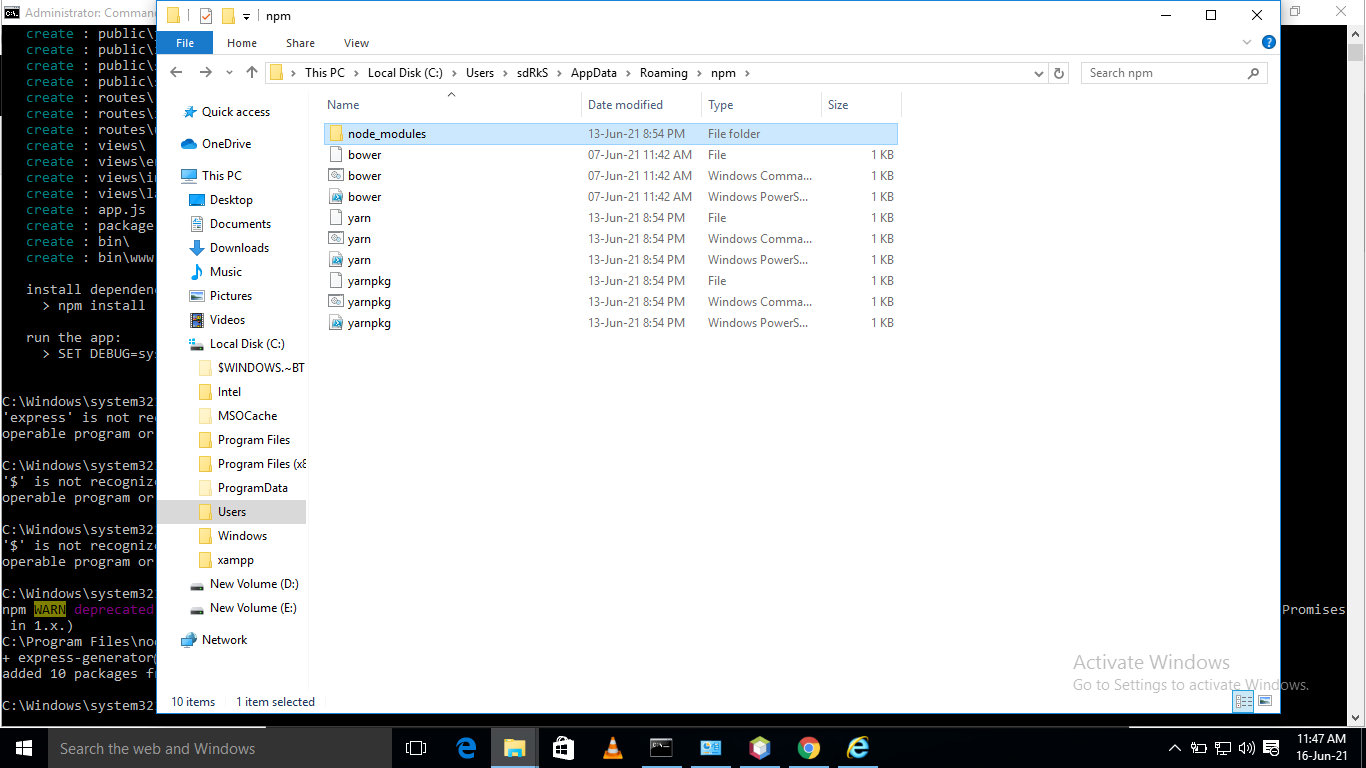 Administrator: Comman
npm
File Home Share View
This PC Local Disk (C:) Users sdRkS AppData Roaming npm
Search npm
Name Date modified Type Size
node_modules 13-Jun-21 8:54 PM File folder
bower 07-Jun-21 11:42 AM File 1 KB
bower 07-Jun-21 11:42 AM Windows Comma... 1 KB
bower 07-Jun-21 11:42 AM Windows PowerS... 1 KB
yarn 13-Jun-21 8:54 PM File 1 KB
yarn 13-Jun-21 8:54 PM Windows Comma... 1 KB
yarn 13-Jun-21 8:54 PM Windows PowerS... 1 KB
yarnpkg 13-Jun-21 8:54 PM File 1 KB
yarnpkg 13-Jun-21 8:54 PM Windows Comma... 1 KB
yarnpkg 13-Jun-21 8:54 PM Windows PowerS... 1 KB
Quick access
OneDrive
This PC
Desktop
Documents
Downloads
Music
Pictures
Videos
Local Disk (C:)
$WINDOWS.~BT
Intel
MSOCache
Program Files
Program Files (x8
ProgramData
Users
Windows
xampp
New Volume (D:)
New Volume (E:)
Network
10 items 1 item selected
create : public\
create : public\
create : public\
create : public\
create : routes\
create : routes\
create : routes\
create : views\
create : views\e
create : views\i
create : views\l
create : app.js
create : package
create : bin\
create : bin\www
install dependen
> npm install
run the app:
> SET DEBUG=sy
C:\Windows\system32
'express' is not re
operable program or
C:\Windows\system32
'$' is not recogniz
operable program or
C:\Windows\system32
'$' is not recogniz
operable program or
C:\Windows\system32
npm WARN deprecated
Promises
in 1.x.)
C:\Program Files\no
+ express-generator@
added 10 packages f
C:\Windows\system32
Activate Windows
Go to Settings to activate Windows.
Search the web and Windows
11:47 AM
16-Jun-21